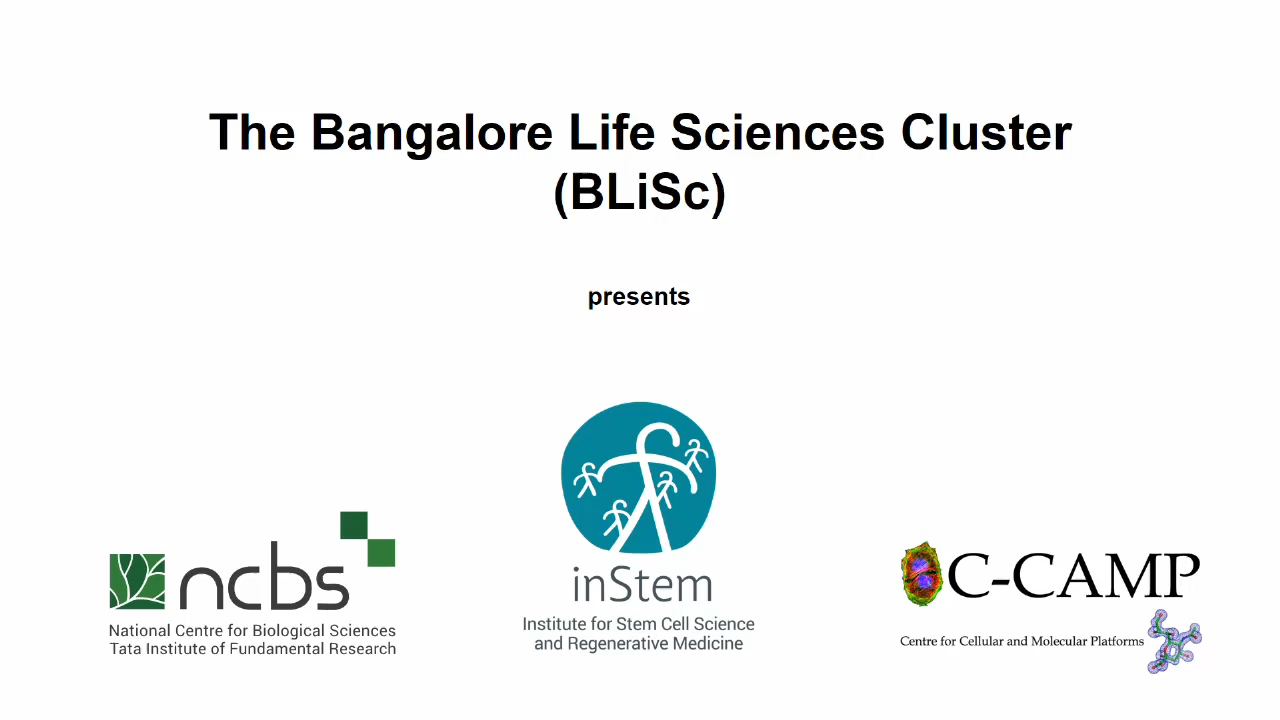 The Bangalore Life Sciences Cluster
(BLiSc)
presents
ncbs
National Centre for Biological Sciences
Tata Institute of Fundamental Research
inStem
Institute for Stem Cell Science
and Regenerative Medicine
C-CAMP
Centre for Cellular and Molecular Platforms